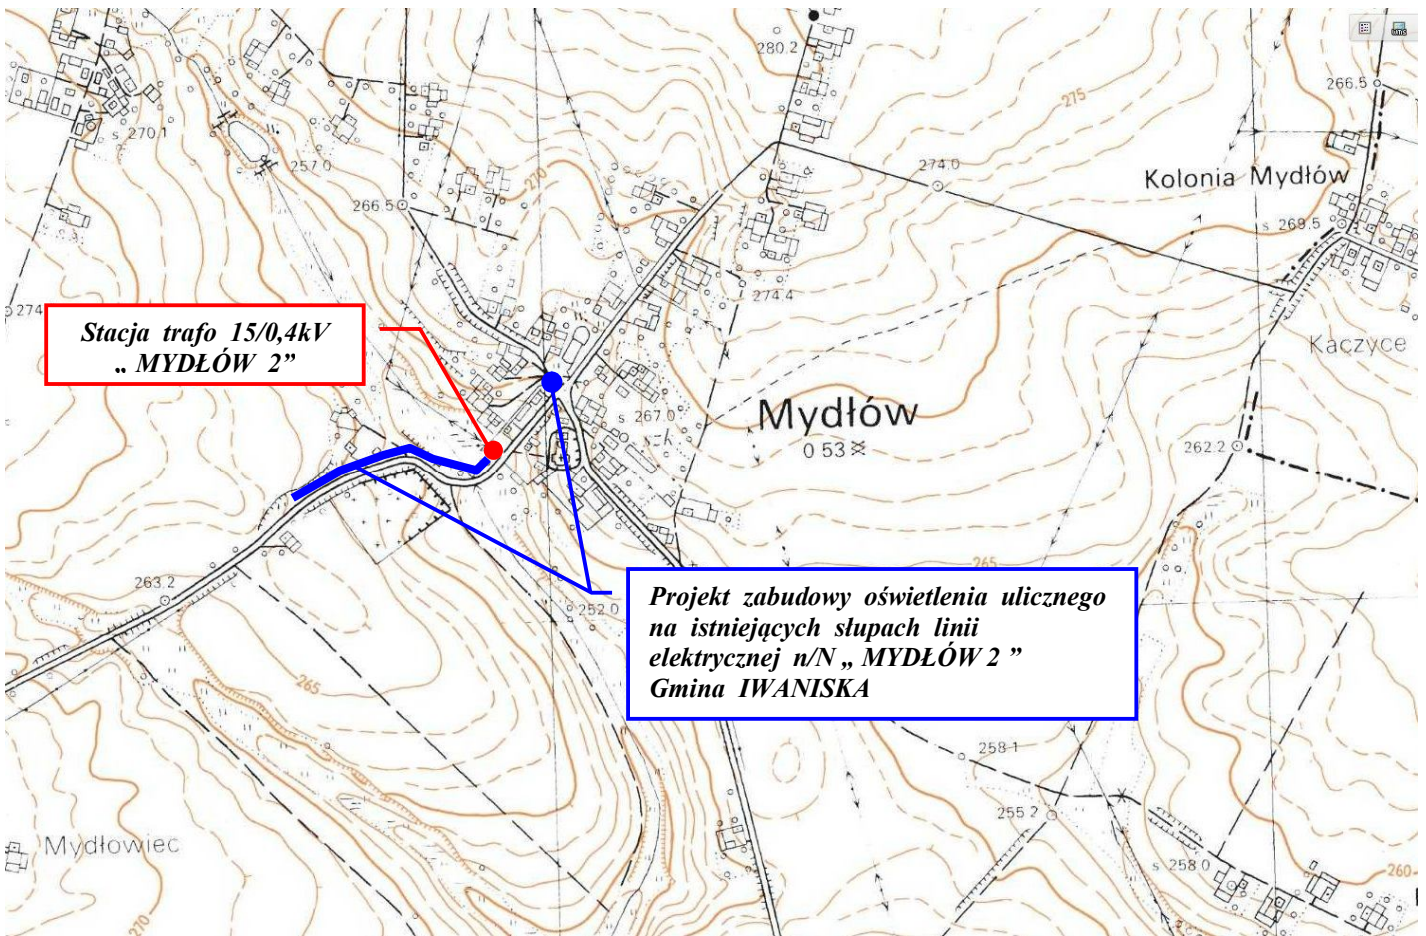 280.2
266.5
275
s 270.1
257.0
270
274.0
Kolonia Mydłów
266.5
s 269.5
274.4
274
Stacja trafo 15/0,4kV
„ MYDŁÓW 2”
Kaczyce
Mydłów
s 267.0
szk.
0 53
262.2
265
263.2
252.0
Projekt zabudowy oświetlenia ulicznego
na istniejących słupach linii
elektrycznej n/N „ MYDŁÓW 2 ”
Gmina IWANISKA
265
258.1
255.2
Mydłowiec
s 258.0
260
270